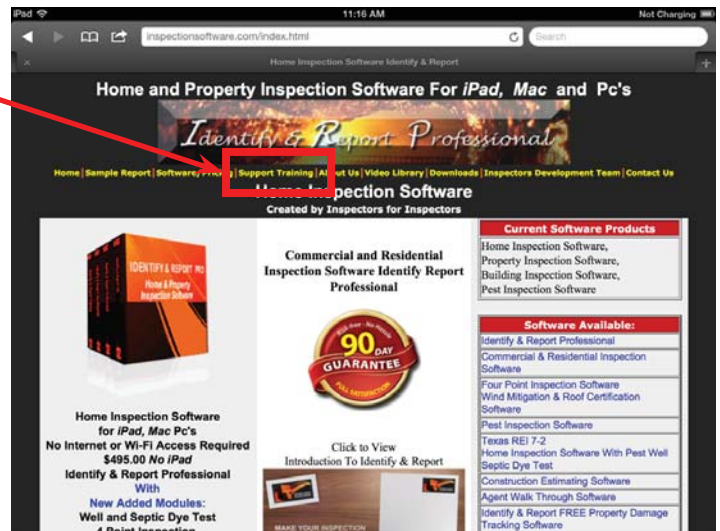 iPad
11:16 AM
Not Charging
inspectionsoftware.com/index.html
Search
Home Inspection Software Identify & Report
Home and Property Inspection Software For iPad, Mac and Pc's
Identify & Report Professional
Home|Sample Report|Software/Pricing|Support Training|About Us|Video Library|Downloads|Inspectors Development Team|Contact Us
Home Inspection Software
Created by Inspectors for Inspectors
IDENTIFY & REPORT PRO
Home & Property
Inspection Software
Home Inspection Software
for iPad, Mac Pc's
No Internet or Wi-Fi Access Required
$495.00 No iPad
Identify & Report Professional
With
New Added Modules:
Well and Septic Dye Test
4 Point Inspection
Commercial and Residential
Inspection Software Identify Report
Professional
Risk-free - No-Hassle
90 DAY
GUARANTEE
FULL SATISFACTION
Click to View
Introduction To Identify & Report
MAKE YOUR INSPECTION
Current Software Products
Home Inspection Software,
Property Inspection Software,
Building Inspection Software,
Pest Inspection Software
Software Available:
Identify & Report Professional
Commercial & Residential Inspection
Software
Four Point Inspection Software
Wind Mitigation & Roof Certification
Software
Pest Inspection Software
Texas REI 7-2
Home Inspection Software With Pest Well
Septic Dye Test
Construction Estimating Software
Agent Walk Through Software
Identify & Report FREE Property Damage
Tracking Software